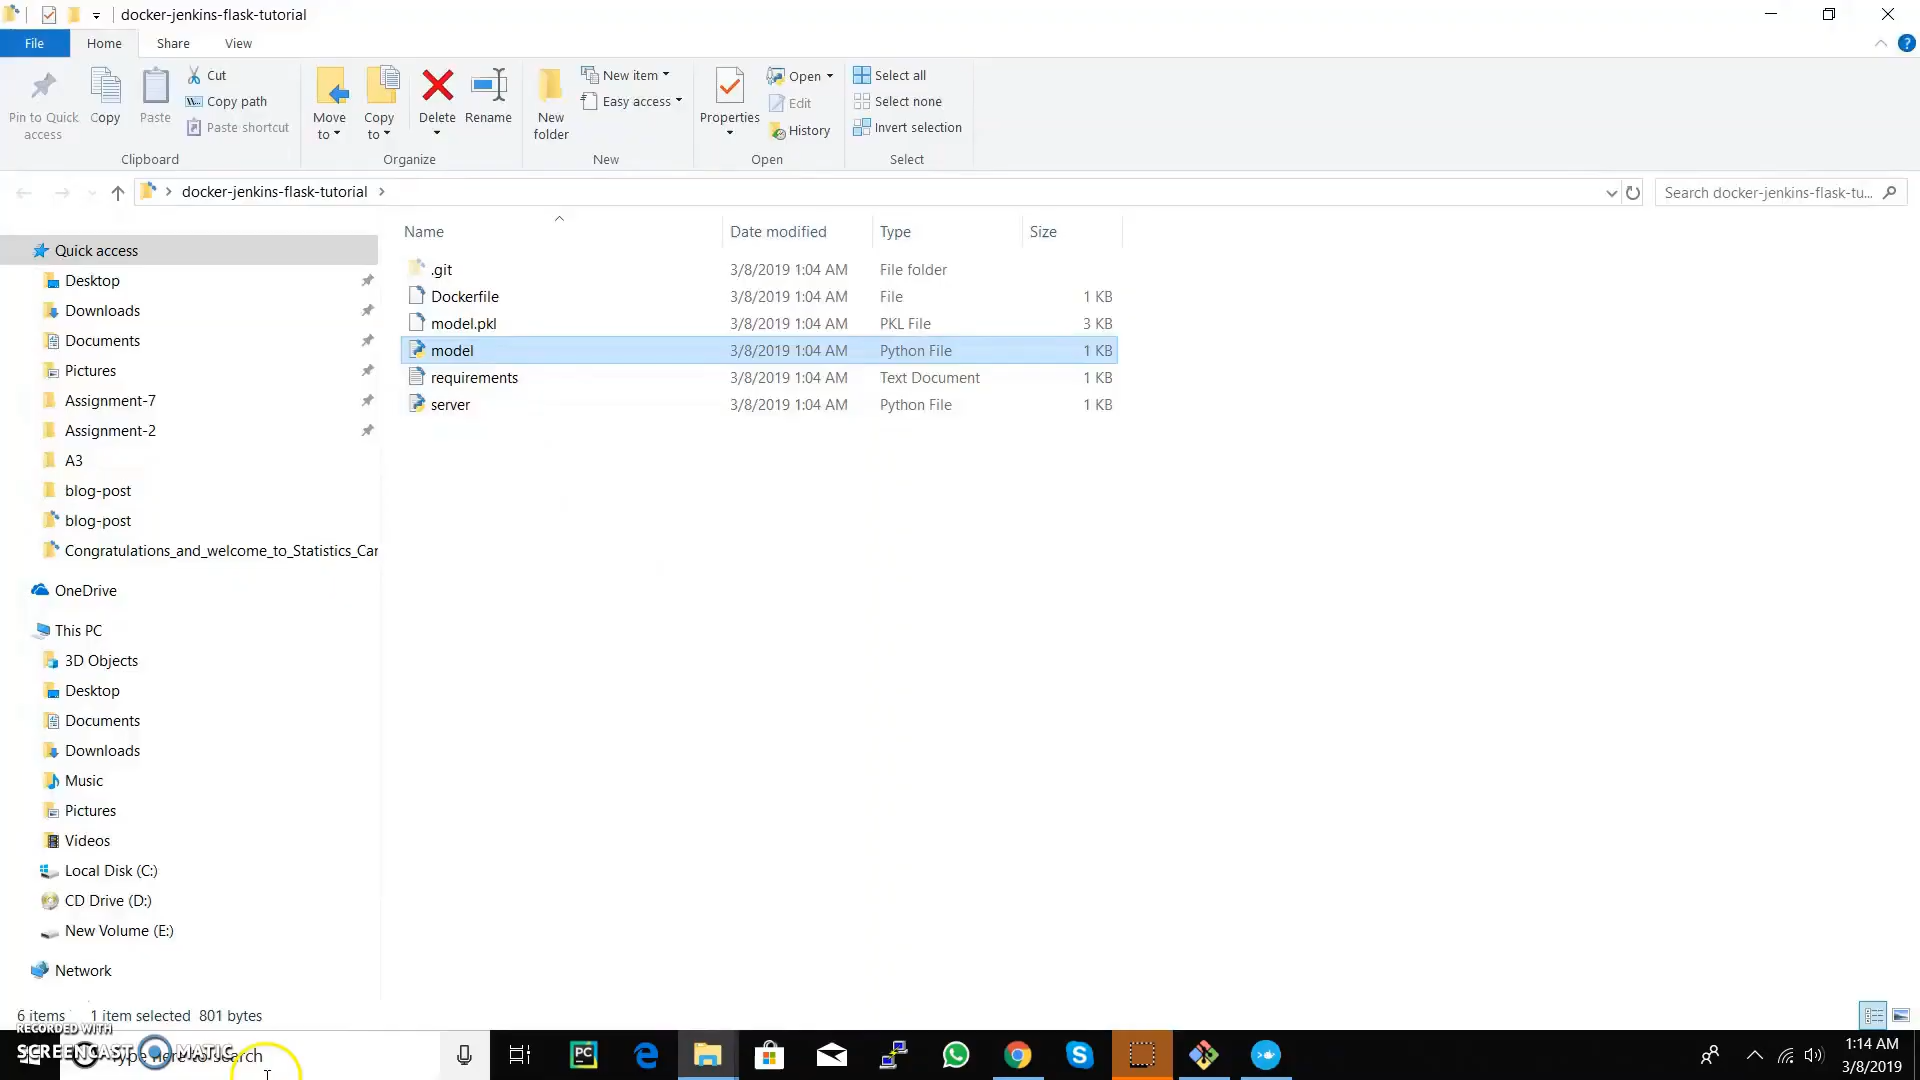 docker-jenkins-flask-tutorial
File Home Share View
Pin to Quick access
Copy
Paste
Cut
Copy path
Paste shortcut
Move to
Copy to
Delete
Rename
New folder
New item
Easy access
Properties
Open
Edit
History
Select all
Select none
Invert selection
Clipboard Organize New Open Select
docker-jenkins-flask-tutorial
Search docker-jenkins-flask-tu...
Name Date modified Type Size
.git 3/8/2019 1:04 AM File folder
Dockerfile 3/8/2019 1:04 AM File 1 KB
model.pkl 3/8/2019 1:04 AM PKL File 3 KB
model 3/8/2019 1:04 AM Python File 1 KB
requirements 3/8/2019 1:04 AM Text Document 1 KB
server 3/8/2019 1:04 AM Python File 1 KB
Quick access
Desktop
Downloads
Documents
Pictures
Assignment-7
Assignment-2
A3
blog-post
blog-post
Congratulations_and_welcome_to_Statistics_Car
OneDrive
This PC
3D Objects
Desktop
Documents
Downloads
Music
Pictures
Videos
Local Disk (C:)
CD Drive (D:)
New Volume (E:)
Network
6 items 1 item selected 801 bytes
RECORDED WITH
SCREENCAST MATIC
Type here to search
PC
1:14 AM
3/8/2019